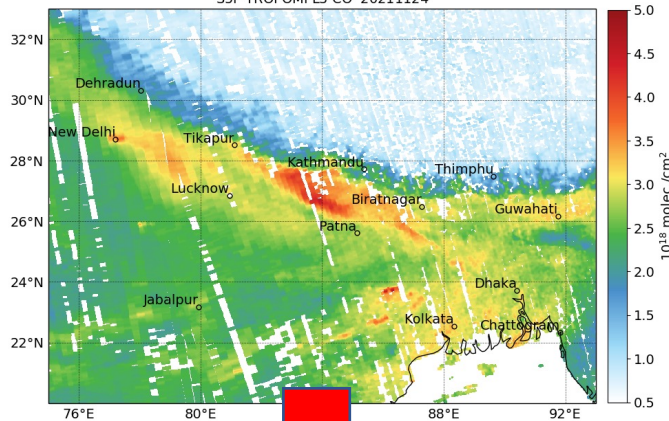 32°N
30°N
28°N
26°N
24°N
22°N
76°E
80°E
88°E
92°E
Dehradun
New Delhi
Tikapur
Kathmandu
Thimphu
Lucknow
Biratnagar
Guwahati
Patna
Dhaka
Jabalpur
Kolkata
Chattogram
5.0
4.5
4.0
3.5
3.0
2.5
2.0
1.5
1.0
0.5
10¹⁸ molec./cm²